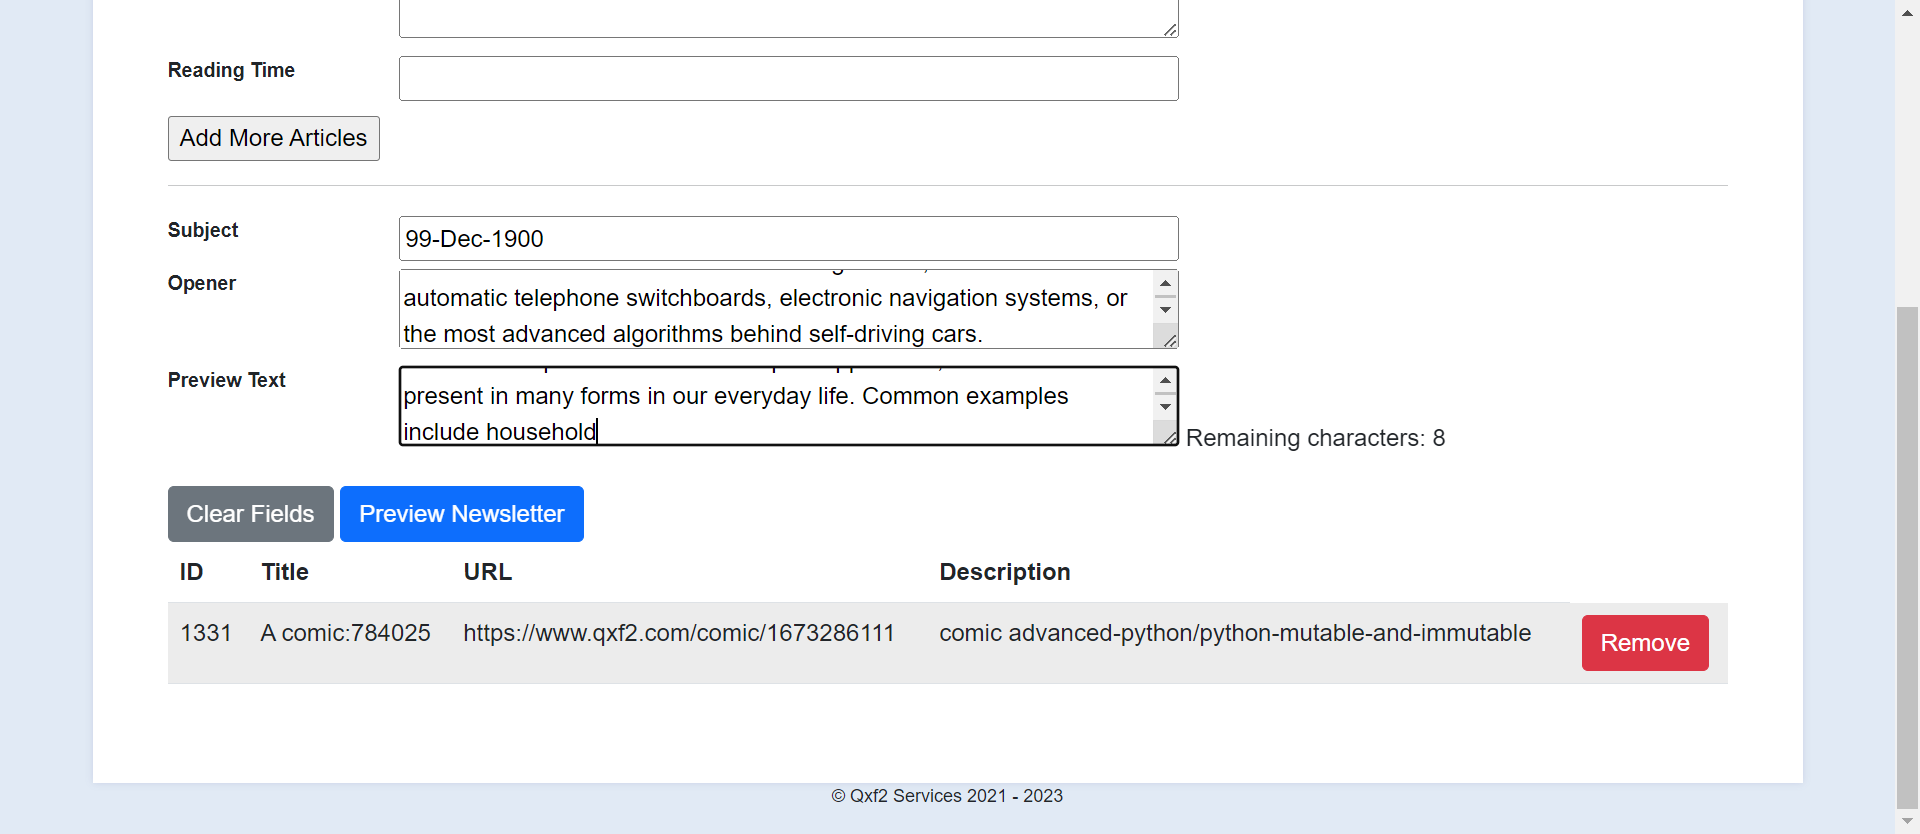 Reading Time
Add More Articles
Subject
99-Dec-1900
Opener
automatic telephone switchboards, electronic navigation systems, or
the most advanced algorithms behind self-driving cars.
Preview Text
present in many forms in our everyday life. Common examples
include household
Remaining characters: 8
Clear Fields
Preview Newsletter
ID Title URL Description
1331 A comic:784025 https://www.qxf2.com/comic/1673286111 comic advanced-python/python-mutable-and-immutable
Remove
© Qxf2 Services 2021 - 2023